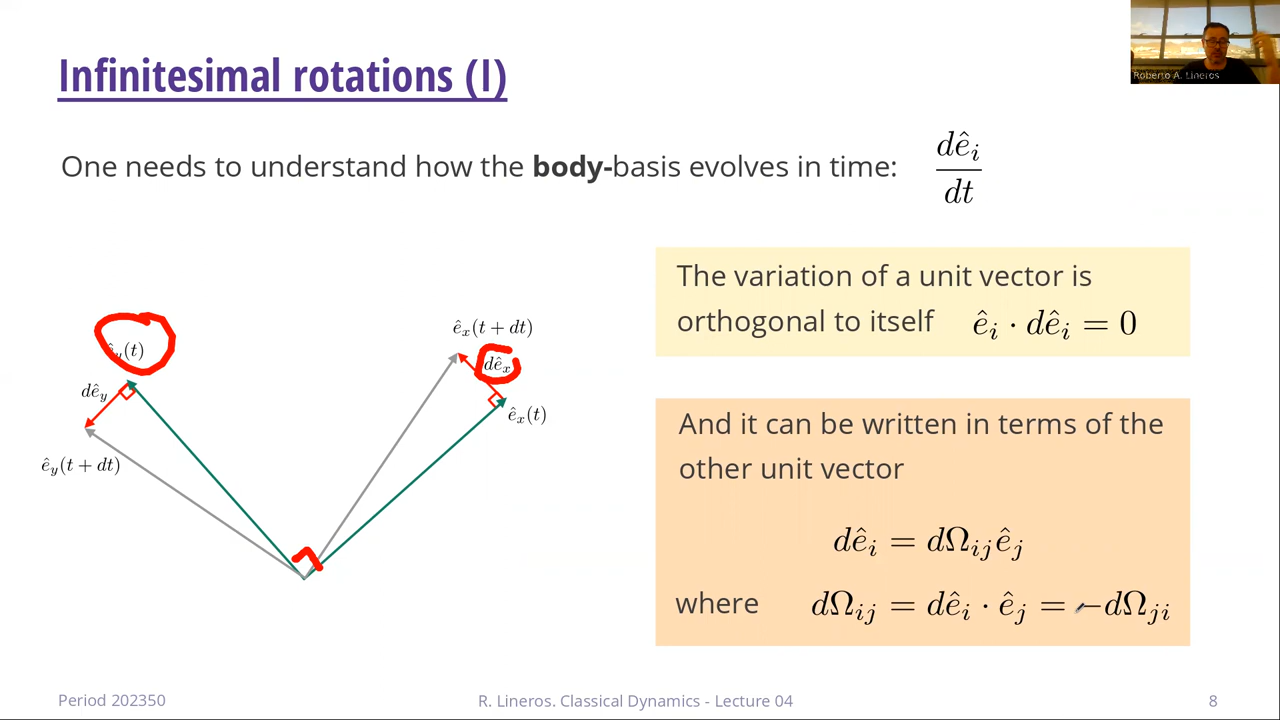 Infinitesimal rotations (I)
Roberto A. Lineros
One needs to understand how the body-basis evolves in time: dê_i/dt
The variation of a unit vector is
orthogonal to itself ê_i · dê_i = 0
ê_x(t + dt)
dê_x
ê_x(t)
(t)
dê_y
ê_y(t + dt)
And it can be written in terms of the
other unit vector
dê_i = dΩ_ij ê_j
where dΩ_ij = dê_i · ê_j = −dΩ_ji
Period 202350
R. Lineros. Classical Dynamics - Lecture 04
8